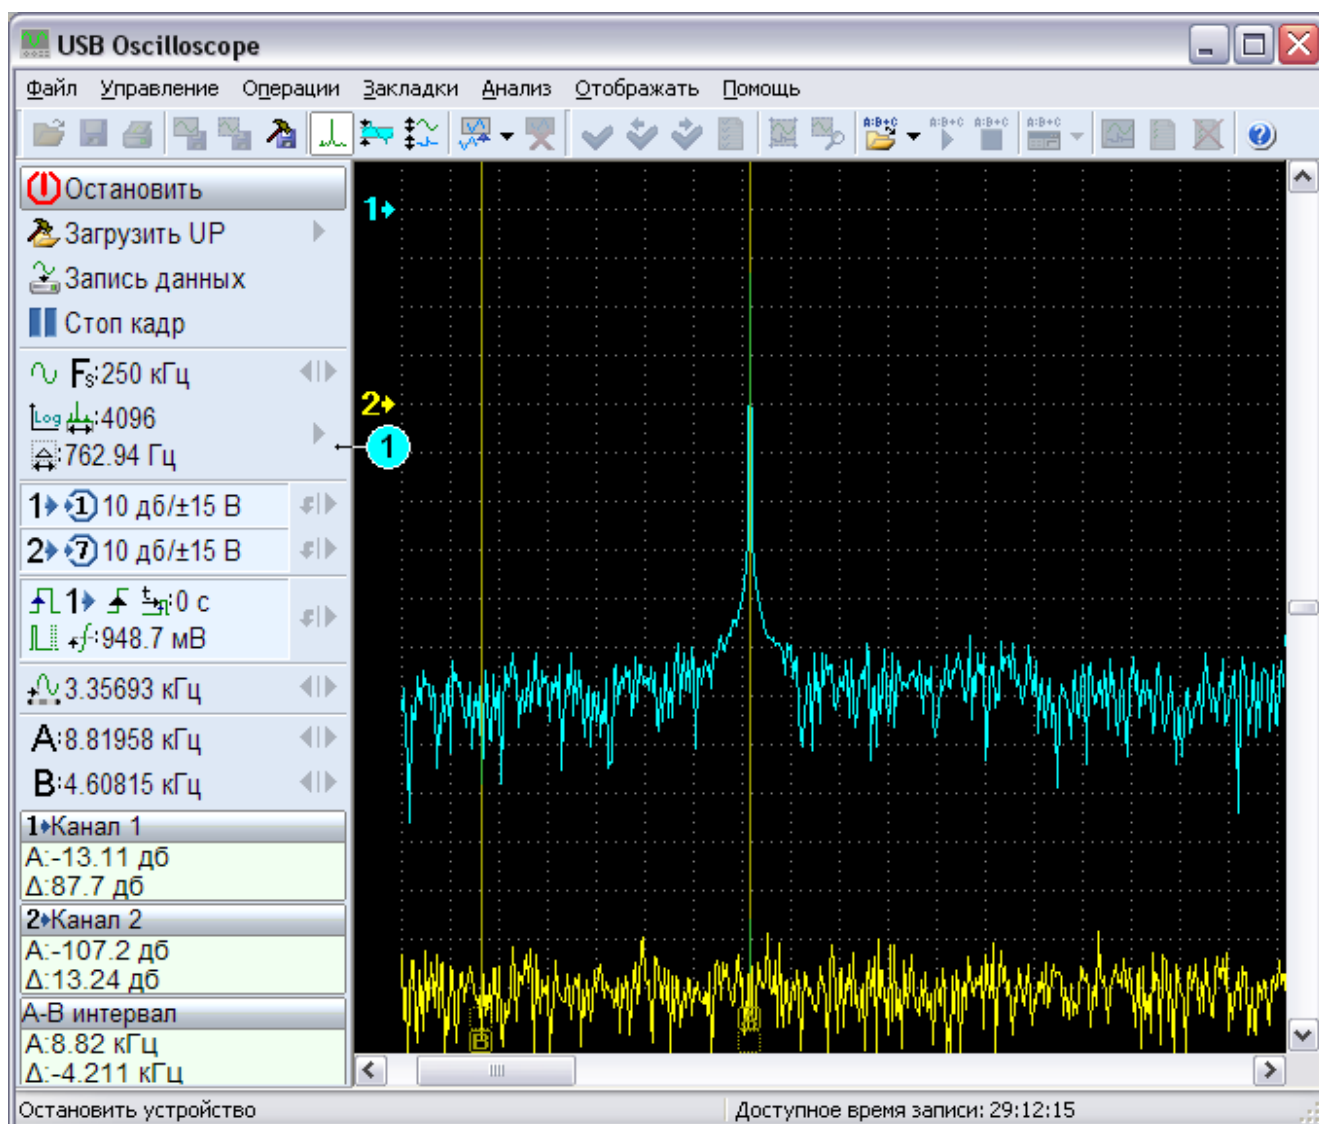 USB Oscilloscope
Файл Управление Операции Закладки Анализ Отображать Помощь
A:B+C A:B+C A:B+C A:B+C
Остановить
Загрузить UP
Запись данных
Стоп кадр
Fs:250 кГц
Log :4096
:762.94 Гц
1 1 10 дб/±15 В
2 7 10 дб/±15 В
1 t :0 с
f:948.7 мВ
3.35693 кГц
A:8.81958 кГц
B:4.60815 кГц
1 Канал 1
А:-13.11 дб
Δ:87.7 дб
2 Канал 2
А:-107.2 дб
Δ:13.24 дб
А-В интервал
А:8.82 кГц
Δ:-4.211 кГц
1
2
1
B
A
Остановить устройство
Доступное время записи: 29:12:15